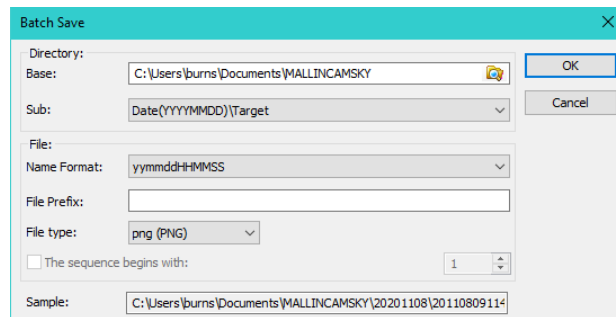 Batch Save
Directory:
Base: C:\Users\burns\Documents\MALLINCAMSKY
OK
Sub: Date(YYYYMMDD)\Target
Cancel
File:
Name Format: yymmddHHMMSS
File Prefix:
File type: png (PNG)
The sequence begins with: 1
Sample: C:\Users\burns\Documents\MALLINCAMSKY\20201108\20110809114